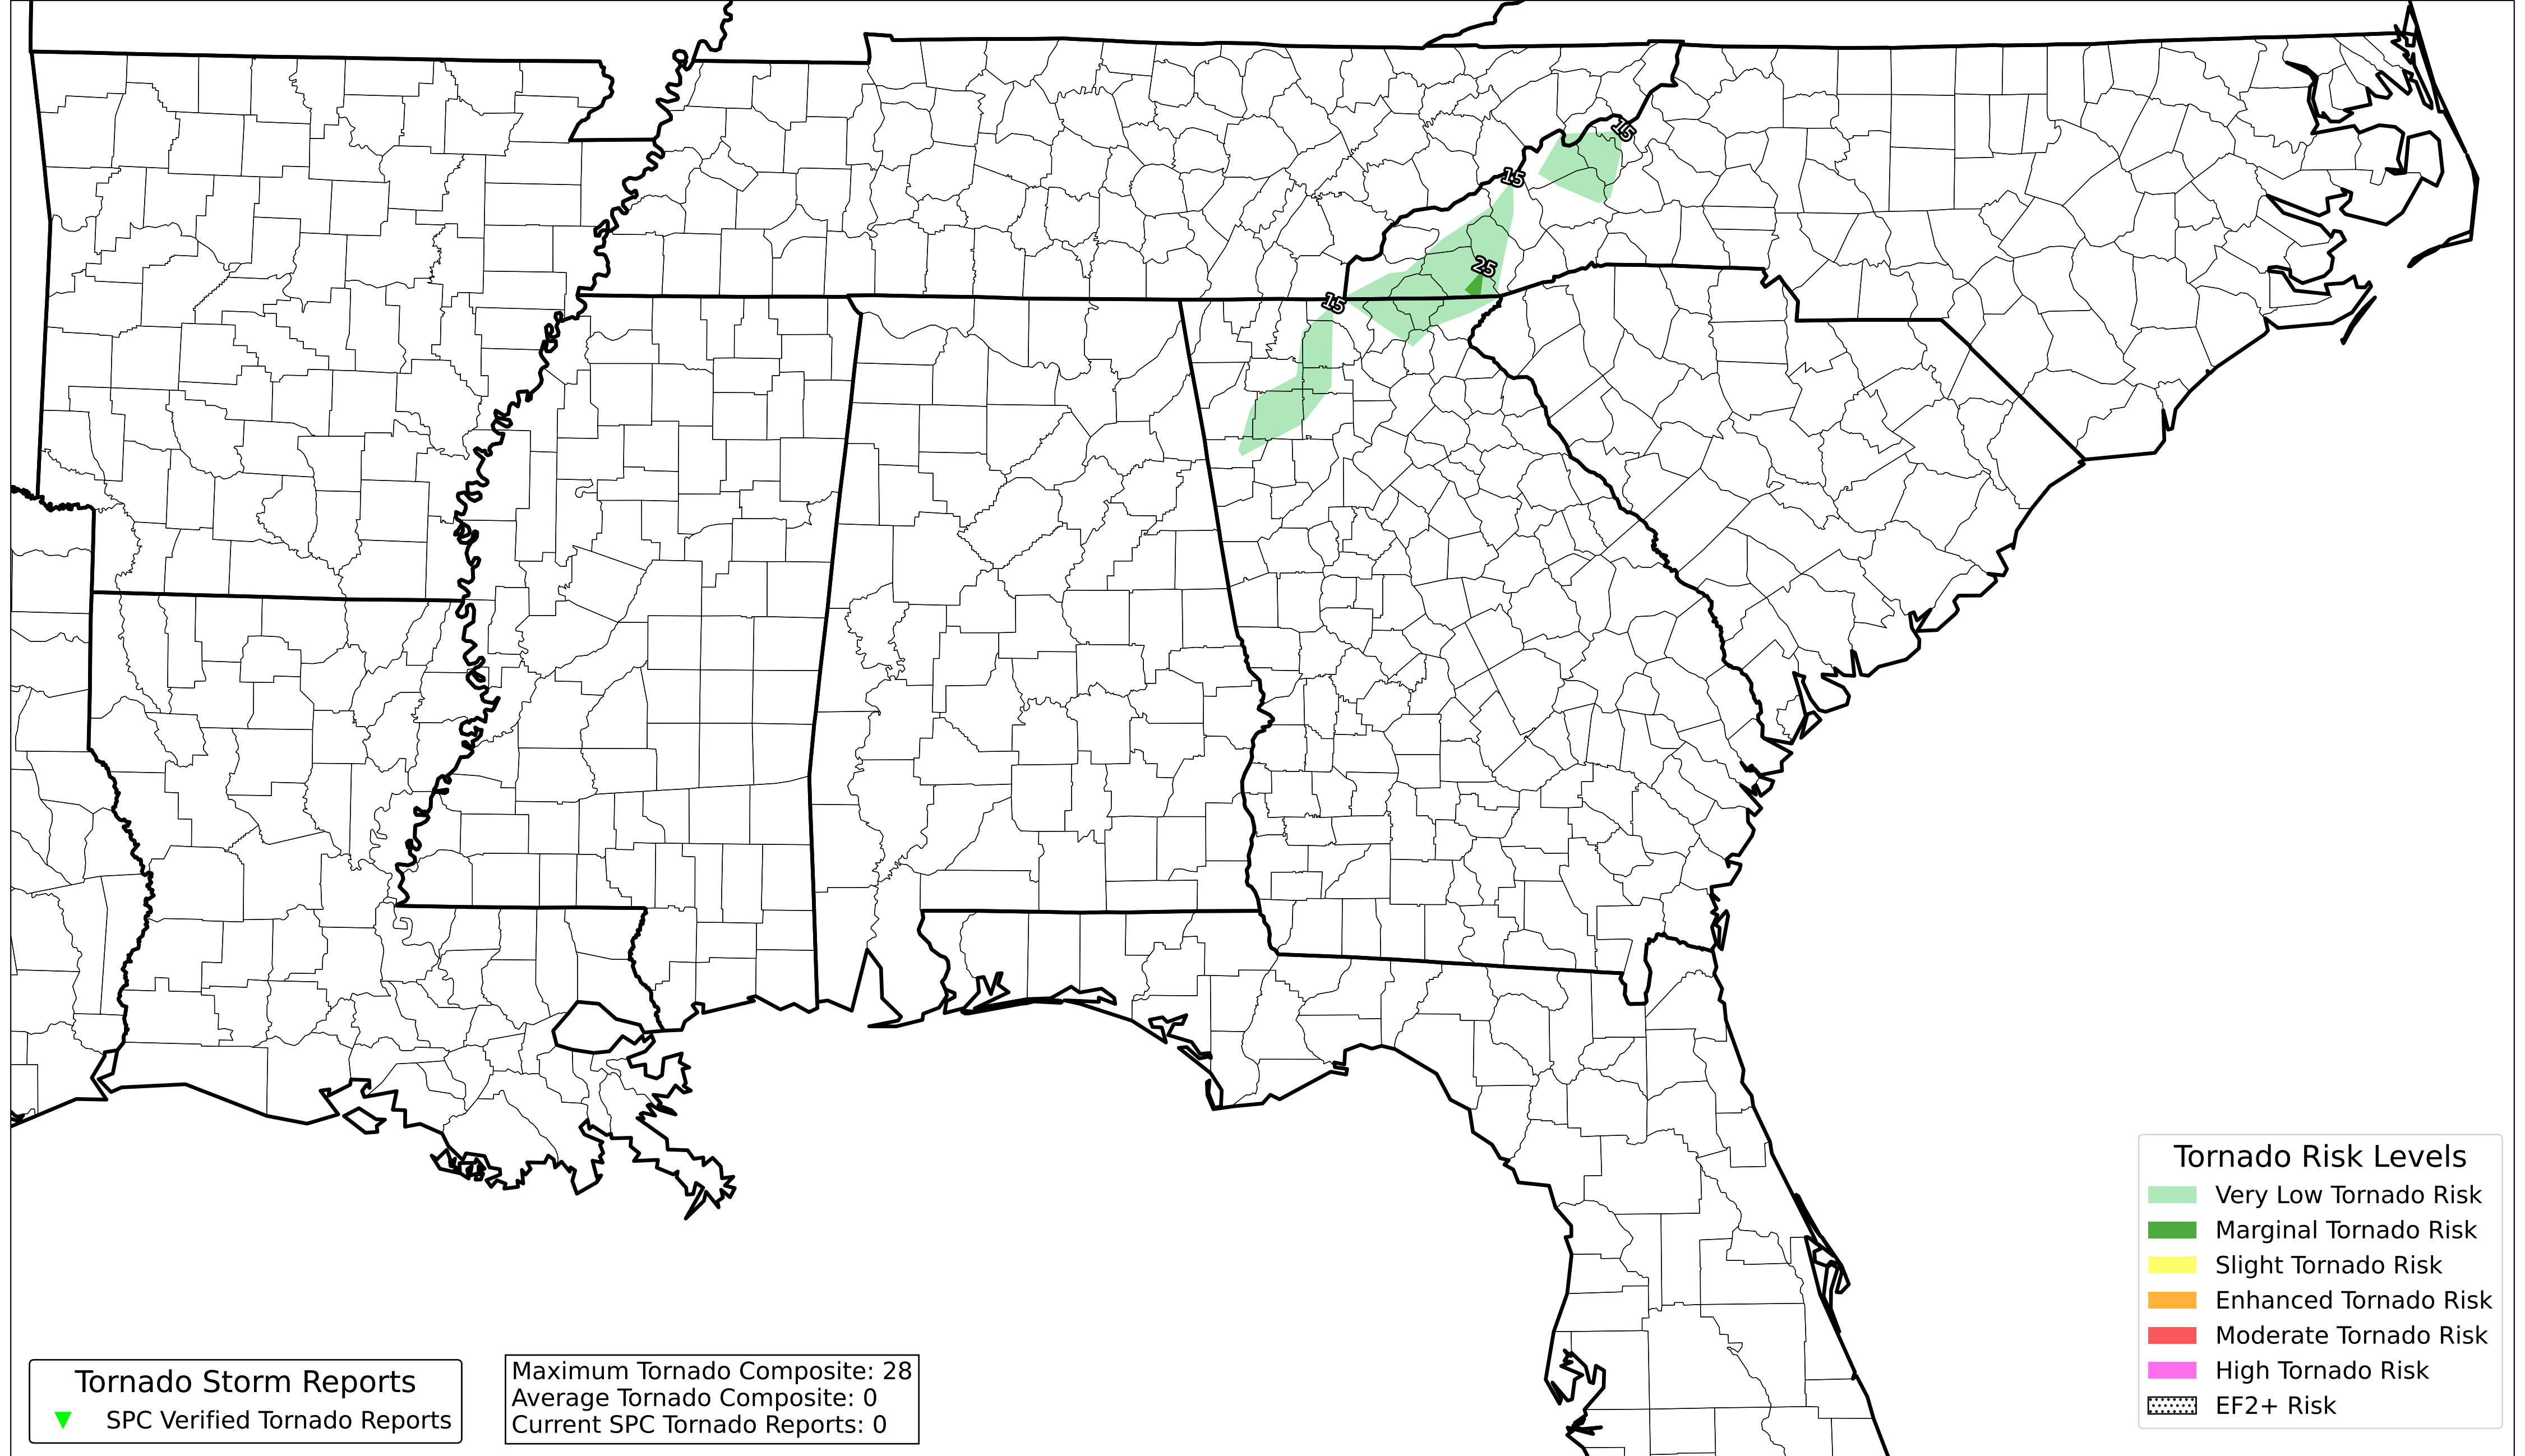 15
15
25
15
Tornado Risk Levels
Very Low Tornado Risk
Marginal Tornado Risk
Slight Tornado Risk
Enhanced Tornado Risk
Moderate Tornado Risk
High Tornado Risk
EF2+ Risk
Tornado Storm Reports
SPC Verified Tornado Reports
Maximum Tornado Composite: 28
Average Tornado Composite: 0
Current SPC Tornado Reports: 0